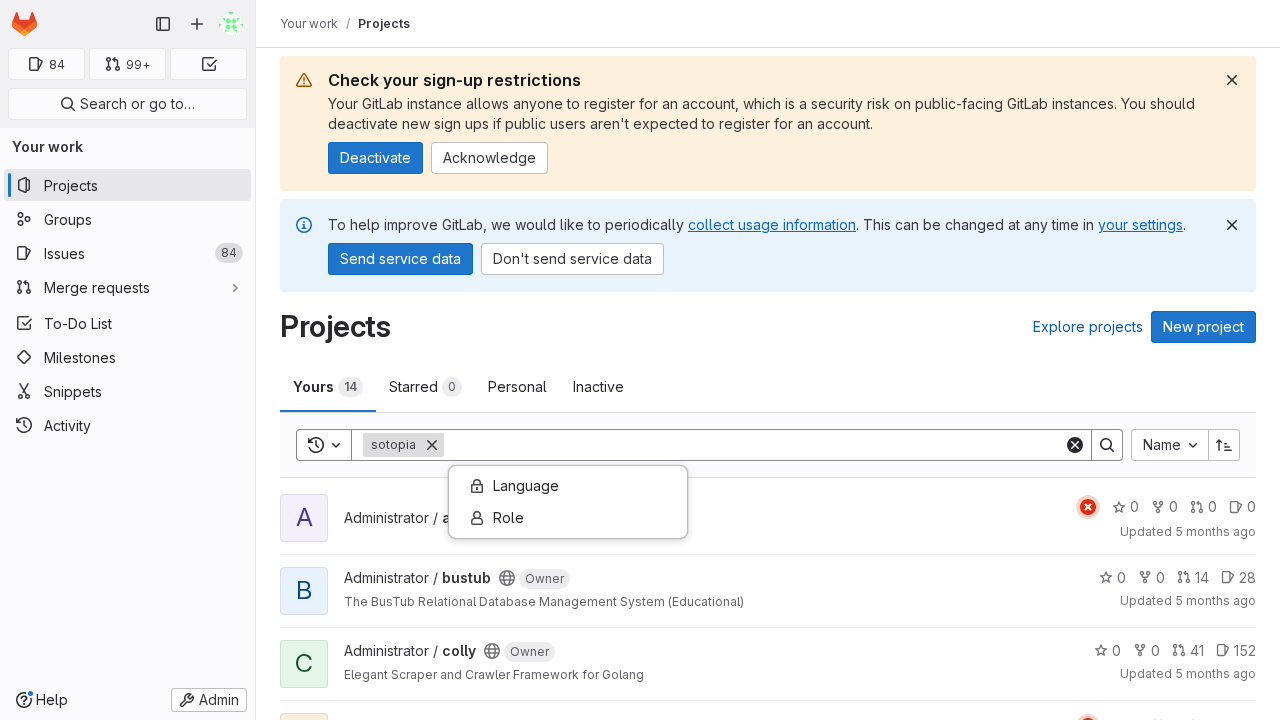 Your work / Projects
84
99+
Search or go to…
Your work
Projects
Groups
Issues 84
Merge requests
To-Do List
Milestones
Snippets
Activity
Help
Admin
Check your sign-up restrictions
Your GitLab instance allows anyone to register for an account, which is a security risk on public-facing GitLab instances. You should
deactivate new sign ups if public users aren't expected to register for an account.
Deactivate
Acknowledge
To help improve GitLab, we would like to periodically collect usage information. This can be changed at any time in your settings.
Send service data
Don't send service data
Projects
Explore projects
New project
Yours 14
Starred 0
Personal
Inactive
sotopia
Name
Language
Role
A
Administrator /
0 0 0 0
Updated 5 months ago
B
Administrator / bustub
Owner
The BusTub Relational Database Management System (Educational)
0 0 14 28
Updated 5 months ago
C
Administrator / colly
Owner
Elegant Scraper and Crawler Framework for Golang
0 0 41 152
Updated 5 months ago